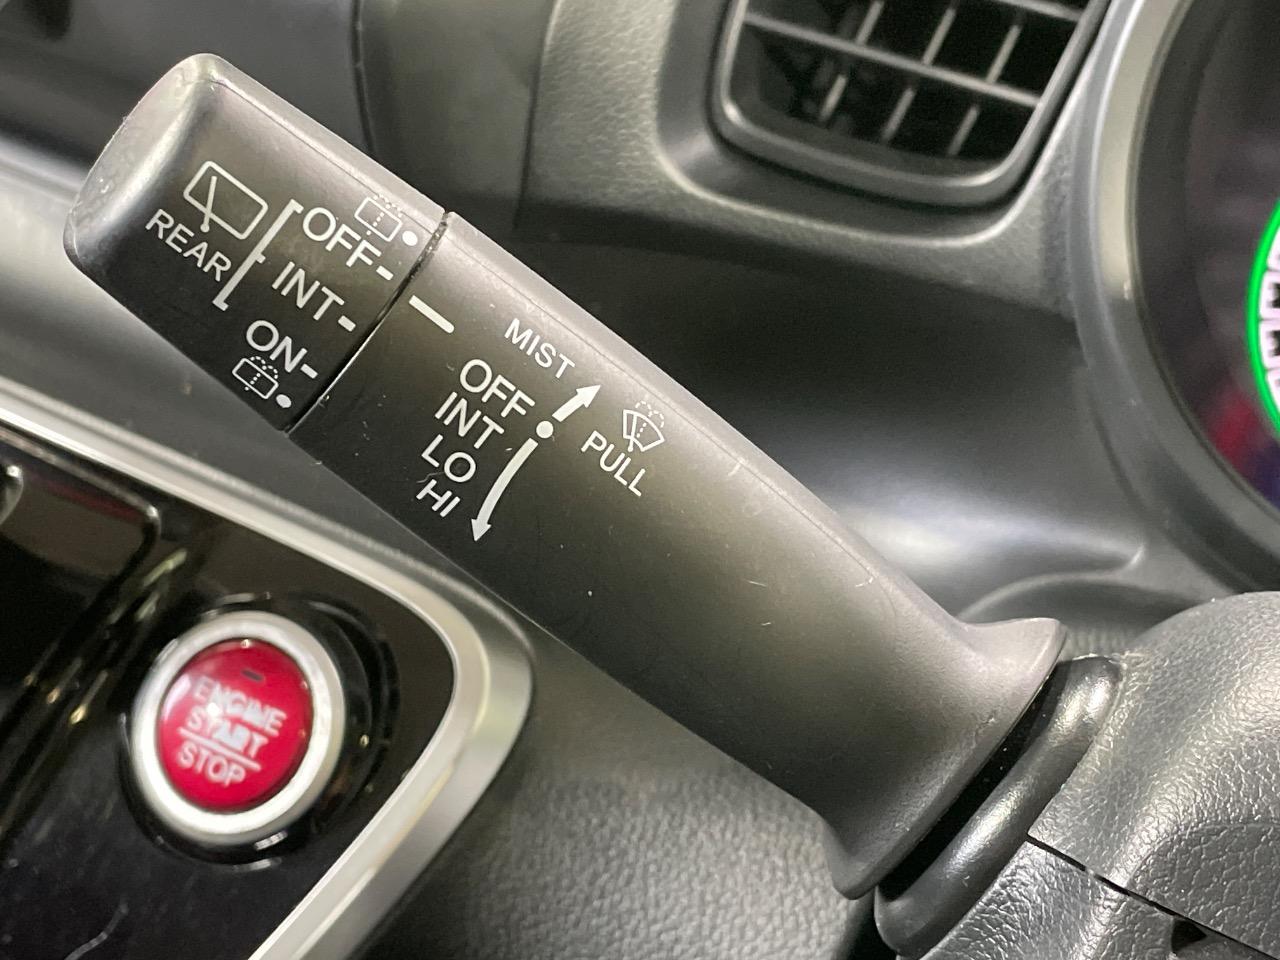 REAR
OFF-
INT-
ON-
MIST
OFF
INT
LO
HI
PULL
ENGINE
START
STOP